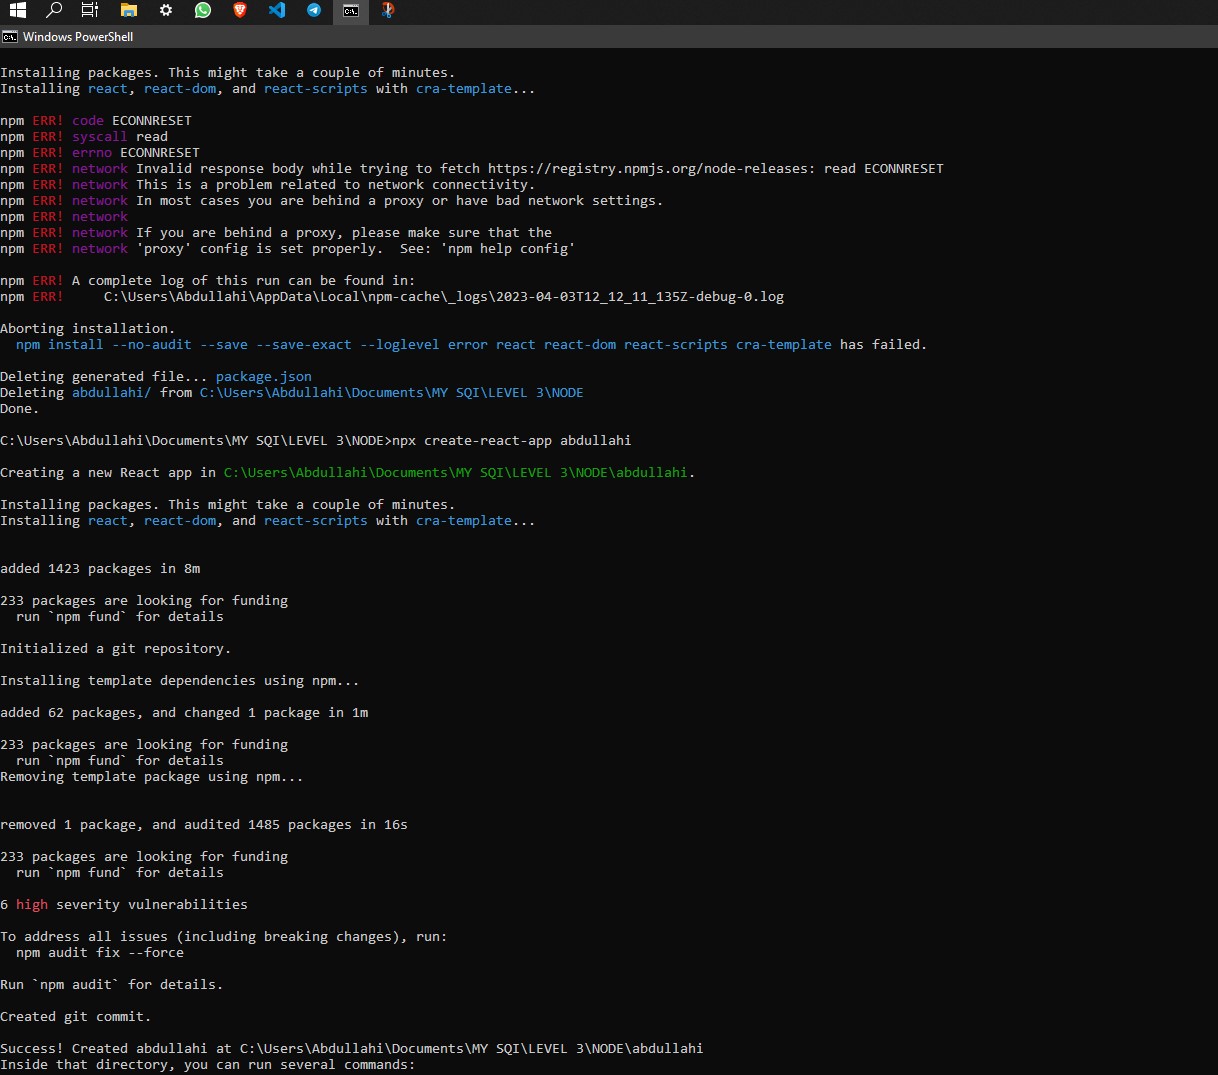 Windows PowerShell
Installing packages. This might take a couple of minutes.
Installing react, react-dom, and react-scripts with cra-template...
npm ERR! code ECONNRESET
npm ERR! syscall read
npm ERR! errno ECONNRESET
npm ERR! network Invalid response body while trying to fetch https://registry.npmjs.org/node-releases: read ECONNRESET
npm ERR! network This is a problem related to network connectivity.
npm ERR! network In most cases you are behind a proxy or have bad network settings.
npm ERR! network
npm ERR! network If you are behind a proxy, please make sure that the
npm ERR! network 'proxy' config is set properly.  See: 'npm help config'
npm ERR! A complete log of this run can be found in:
npm ERR!     C:\Users\Abdullahi\AppData\Local\npm-cache\_logs\2023-04-03T12_12_11_135Z-debug-0.log
Aborting installation.
  npm install --no-audit --save --save-exact --loglevel error react react-dom react-scripts cra-template has failed.
Deleting generated file... package.json
Deleting abdullahi/ from C:\Users\Abdullahi\Documents\MY SQI\LEVEL 3\NODE
Done.
C:\Users\Abdullahi\Documents\MY SQI\LEVEL 3\NODE>npx create-react-app abdullahi
Creating a new React app in C:\Users\Abdullahi\Documents\MY SQI\LEVEL 3\NODE\abdullahi.
Installing packages. This might take a couple of minutes.
Installing react, react-dom, and react-scripts with cra-template...
added 1423 packages in 8m
233 packages are looking for funding
  run `npm fund` for details
Initialized a git repository.
Installing template dependencies using npm...
added 62 packages, and changed 1 package in 1m
233 packages are looking for funding
  run `npm fund` for details
Removing template package using npm...
removed 1 package, and audited 1485 packages in 16s
233 packages are looking for funding
  run `npm fund` for details
6 high severity vulnerabilities
To address all issues (including breaking changes), run:
  npm audit fix --force
Run `npm audit` for details.
Created git commit.
Success! Created abdullahi at C:\Users\Abdullahi\Documents\MY SQI\LEVEL 3\NODE\abdullahi
Inside that directory, you can run several commands: